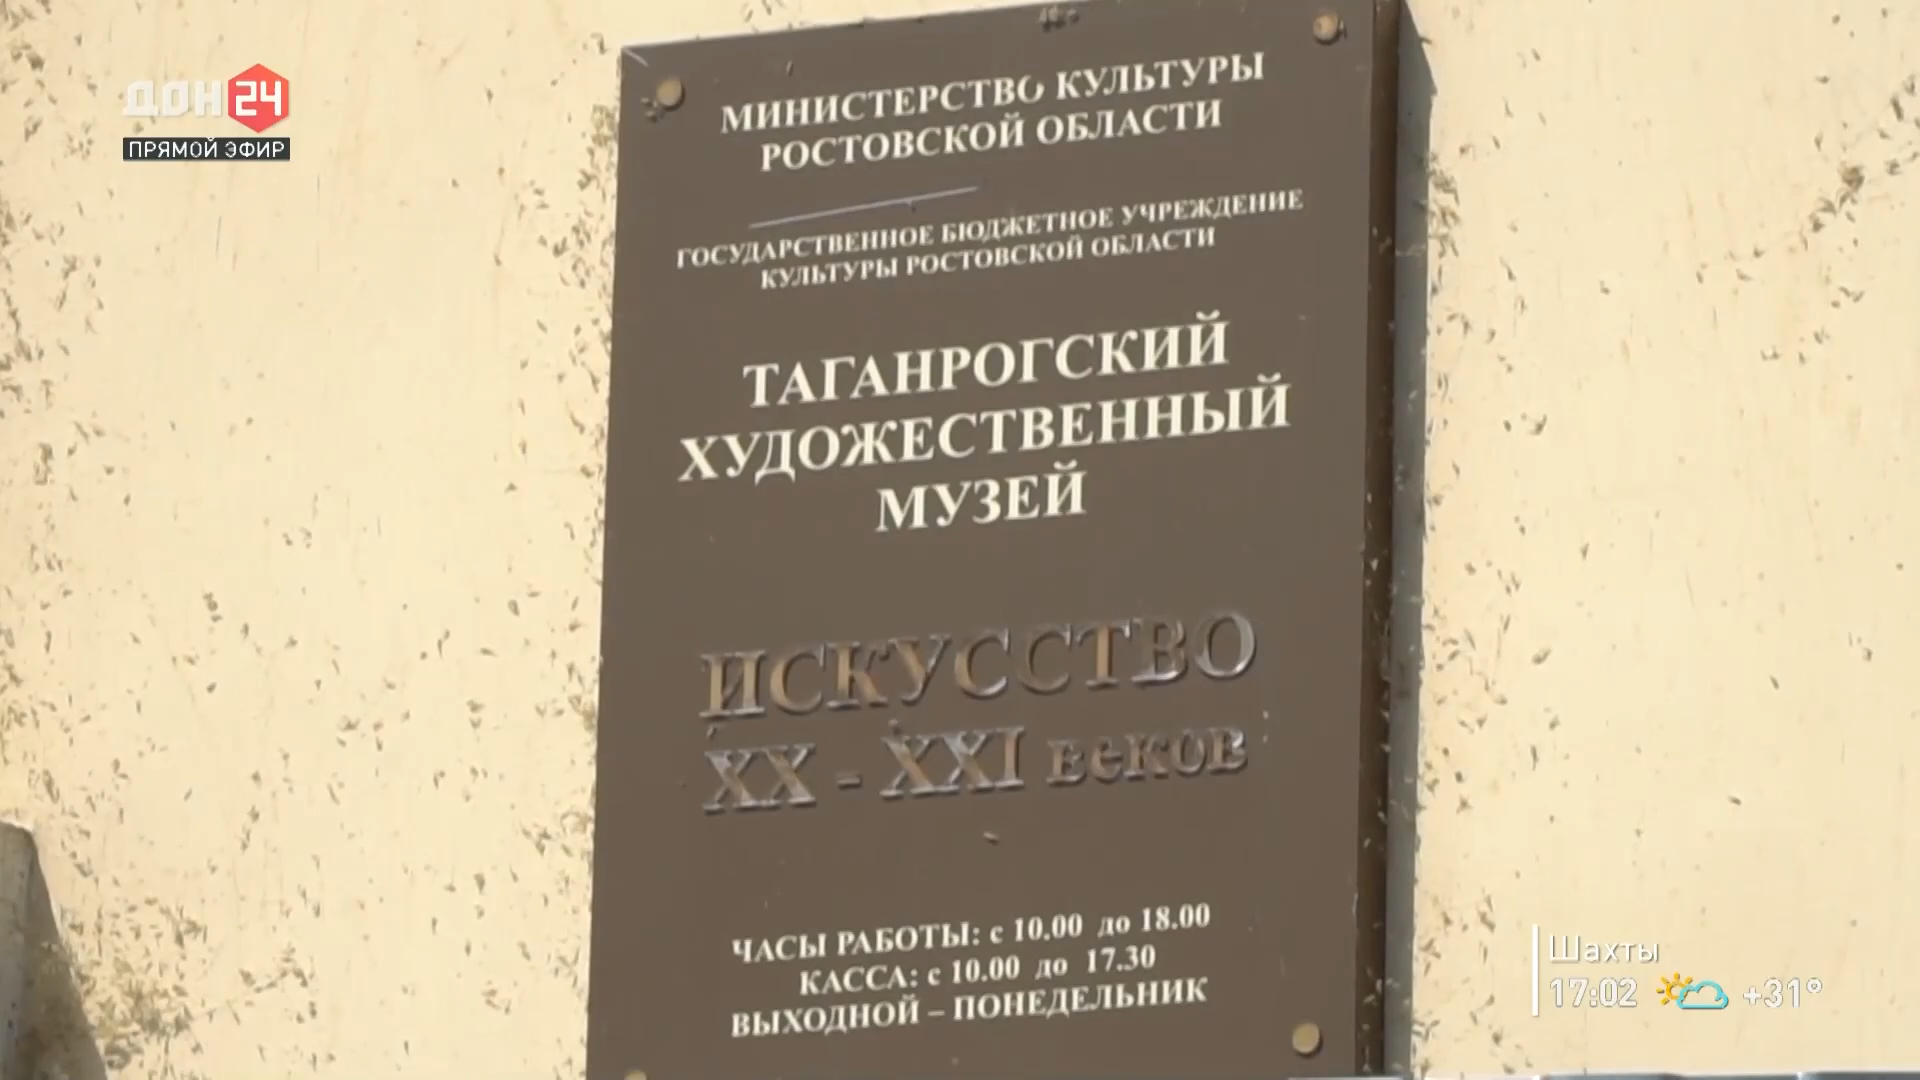 ДОН 24
ПРЯМОЙ ЭФИР
МИНИСТЕРСТВО КУЛЬТУРЫ
РОСТОВСКОЙ ОБЛАСТИ
ГОСУДАРСТВЕННОЕ БЮДЖЕТНОЕ УЧРЕЖДЕНИЕ
КУЛЬТУРЫ РОСТОВСКОЙ ОБЛАСТИ
ТАГАНРОГСКИЙ
ХУДОЖЕСТВЕННЫЙ
МУЗЕЙ
ИСКУССТВО
XX - XXI веков
ЧАСЫ РАБОТЫ: с 10.00 до 18.00
КАССА: с 10.00 до 17.30
ВЫХОДНОЙ – ПОНЕДЕЛЬНИК
Шахты
17:02 +31°